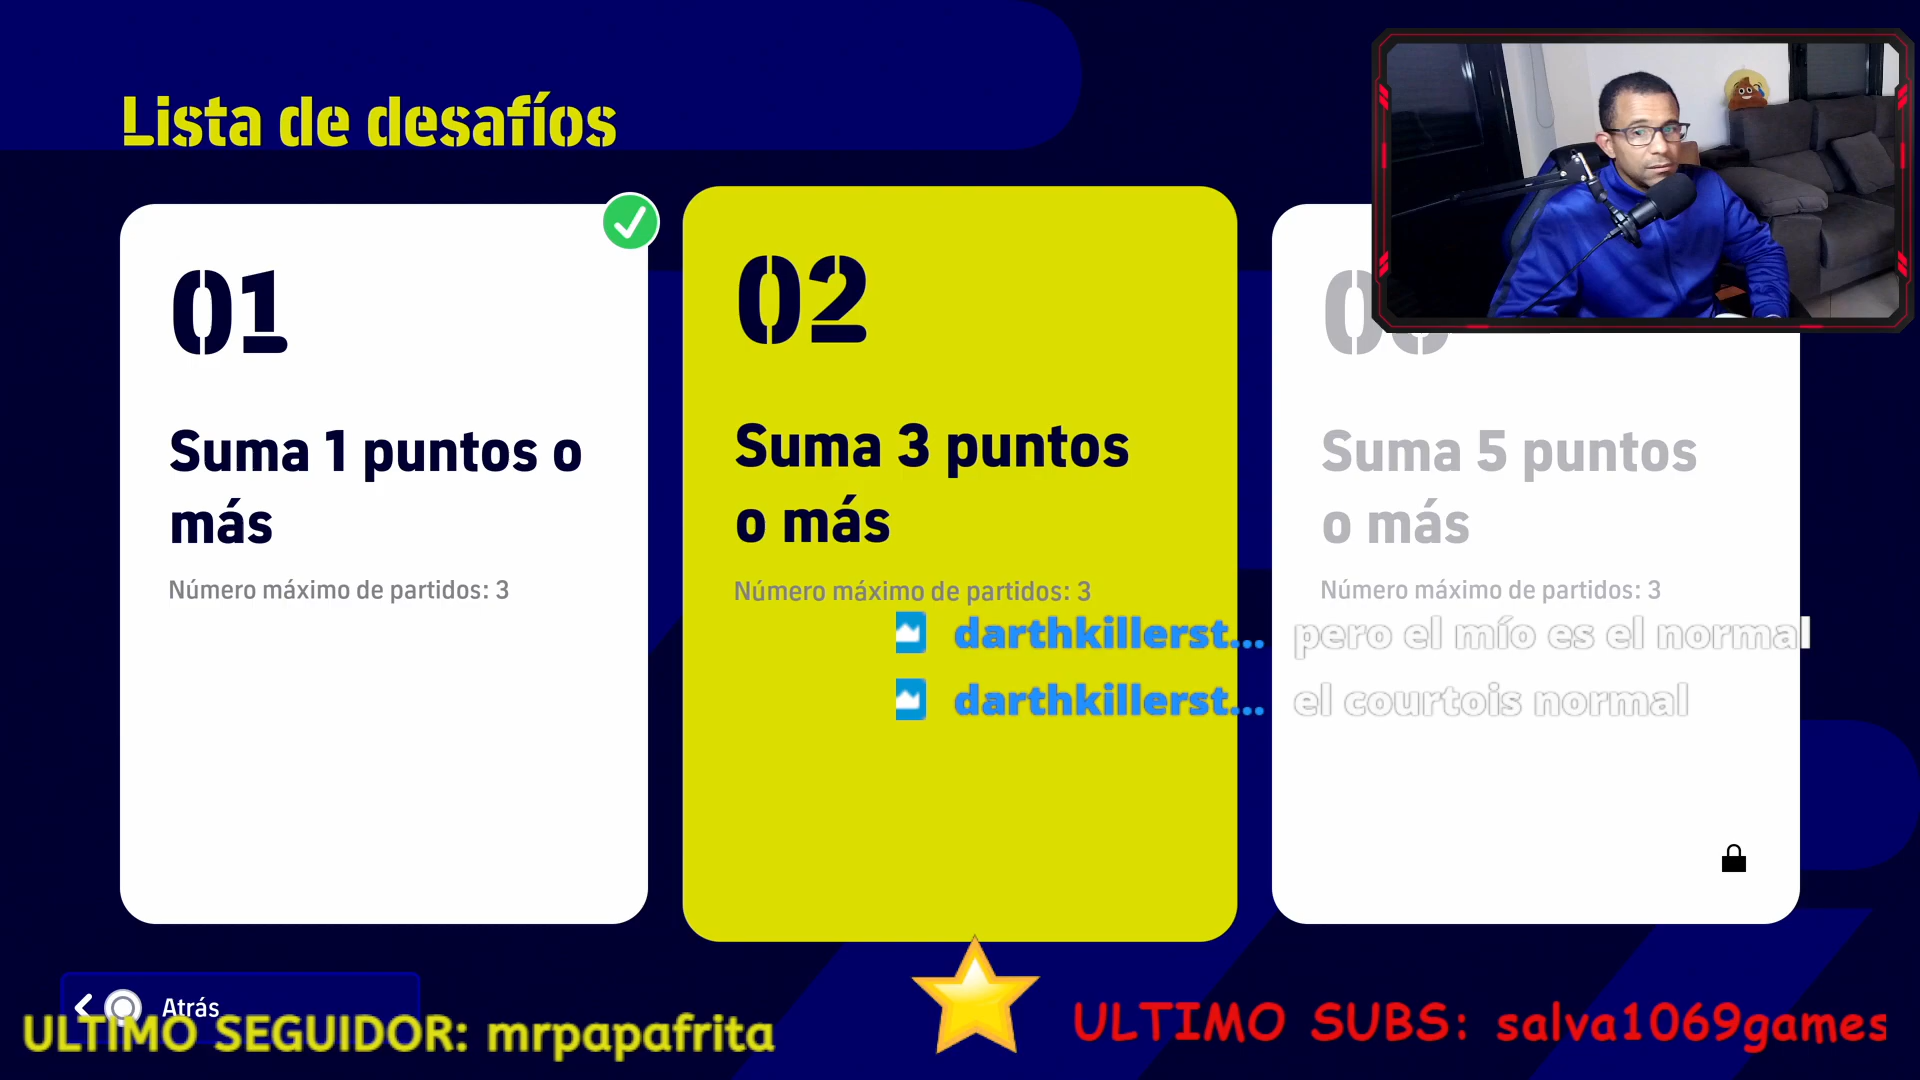 Lista de desafíos
01
Suma 1 puntos o
más
Número máximo de partidos: 3
02
Suma 3 puntos
o más
Número máximo de partidos: 3
03
Suma 5 puntos
o más
Número máximo de partidos: 3
darthkillerst... pero el mío es el normal
darthkillerst... el courtois normal
Atrás
ULTIMO SEGUIDOR: mrpapafrita
ULTIMO SUBS: salva1069games